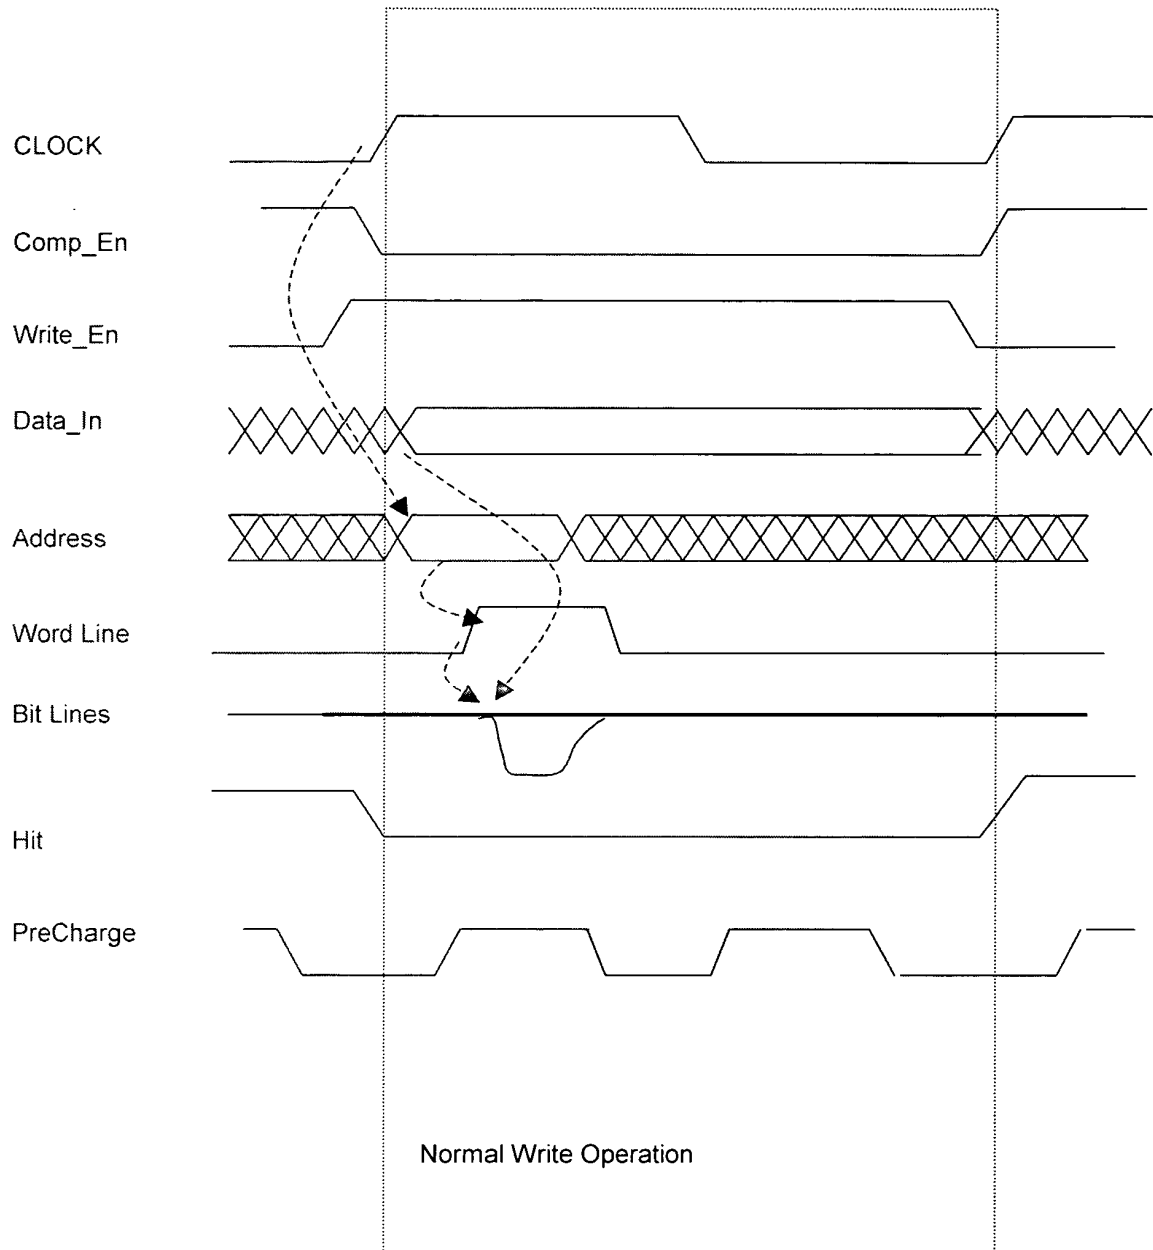 CLOCK
Comp_En
Write_En
Data_In
Address
Word Line
Bit Lines
Hit
PreCharge
Normal Write Operation